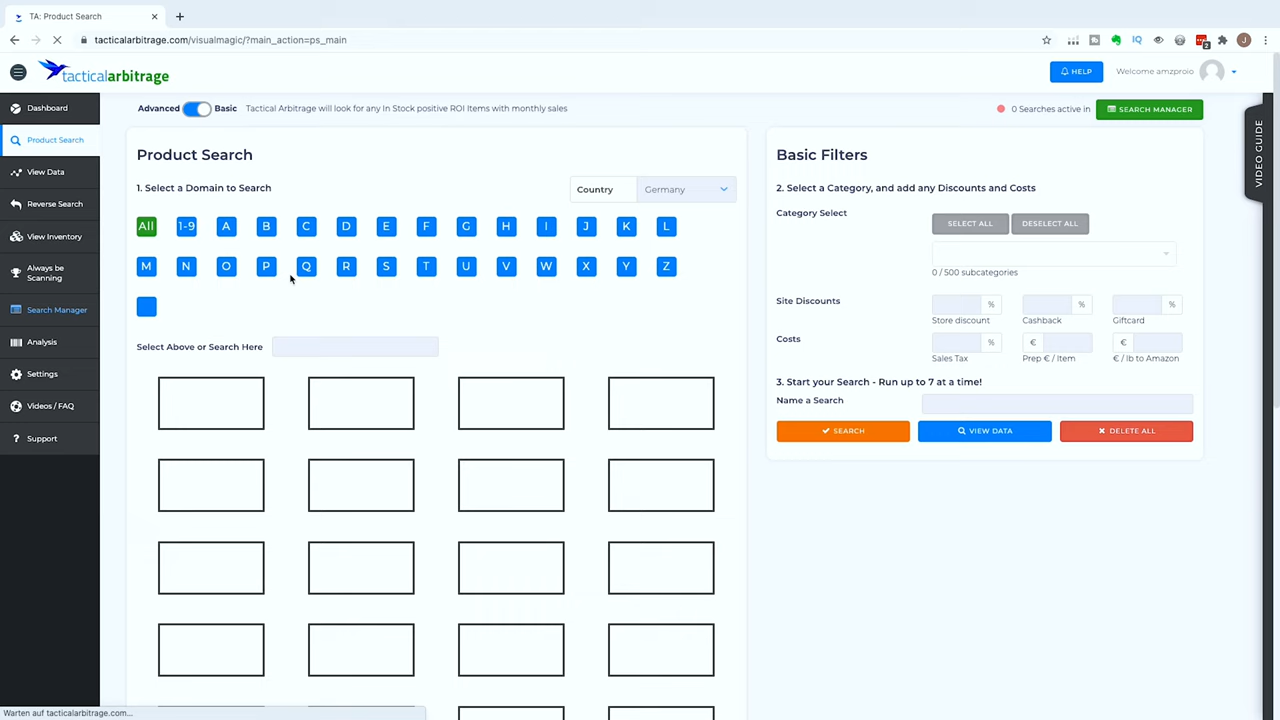 TA: Product Search
tacticalarbitrage.com/visualmagic/?main_action=ps_main
IQ
2
J
tacticalarbitrage
HELP
Welcome amzproio
Dashboard
Product Search
View Data
Reverse Search
View Inventory
Always be
Scanning
Search Manager
Analysis
Settings
Videos / FAQ
Support
Advanced Basic Tactical Arbitrage will look for any In Stock positive ROI Items with monthly sales
0 Searches active in SEARCH MANAGER
VIDEO GUIDE
Product Search
1. Select a Domain to Search
Country Germany
All 1-9 A B C D E F G H I J K L
M N O P Q R S T U V W X Y Z
Select Above or Search Here
Basic Filters
2. Select a Category, and add any Discounts and Costs
Category Select SELECT ALL DESELECT ALL
0 / 500 subcategories
Site Discounts % % %
Store discount Cashback Giftcard
Costs % € €
Sales Tax Prep € / Item € / lb to Amazon
3. Start your Search - Run up to 7 at a time!
Name a Search
SEARCH VIEW DATA DELETE ALL
Warten auf tacticalarbitrage.com...